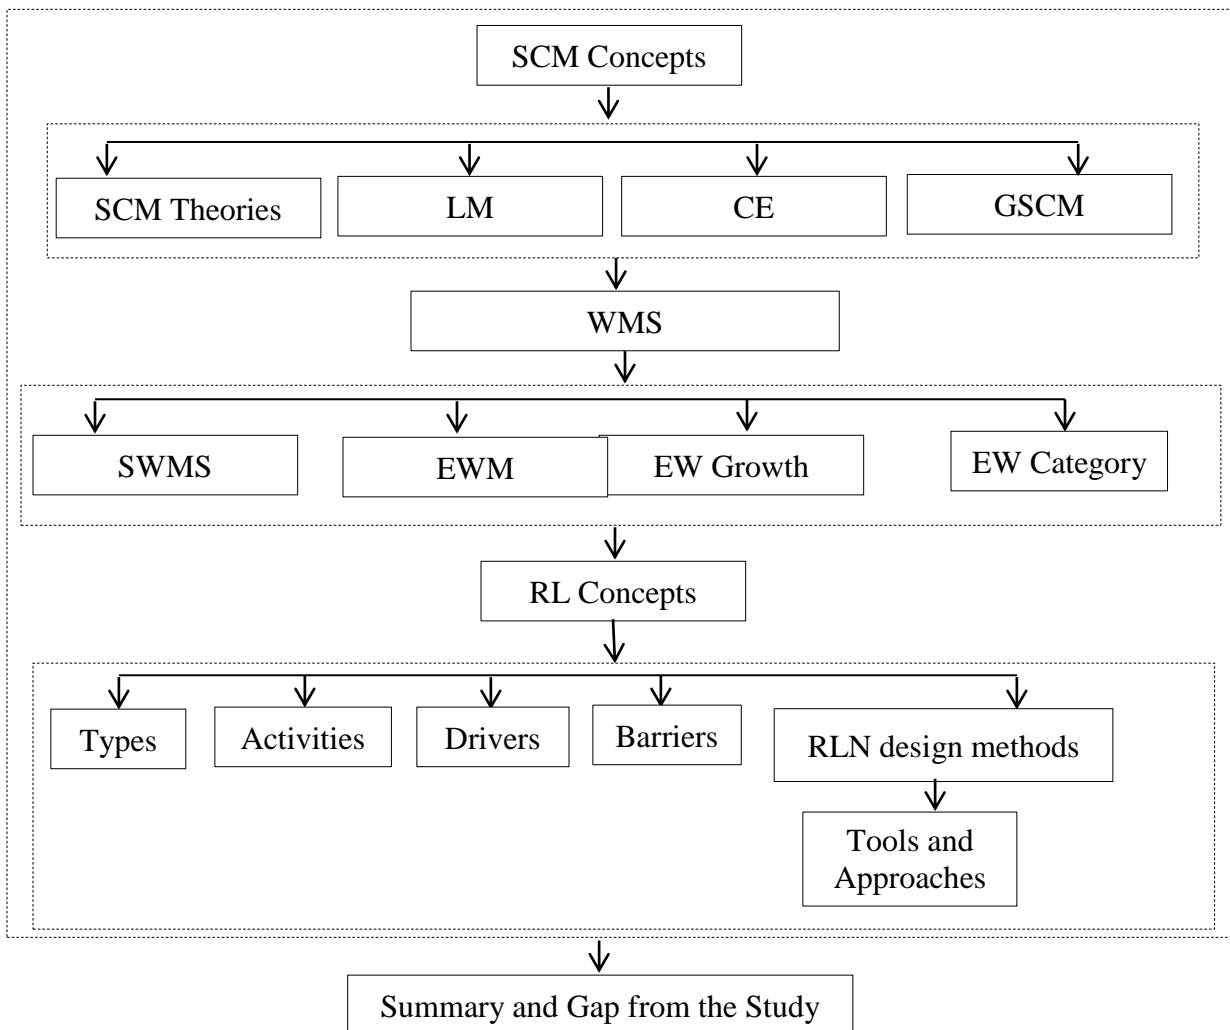 SCM Concepts
SCM Theories
LM
CE
GSCM
WMS
SWMS
EWM
EW Growth
EW Category
RL Concepts
Types
Activities
Drivers
Barriers
RLN design methods
Tools and
Approaches
Summary and Gap from the Study